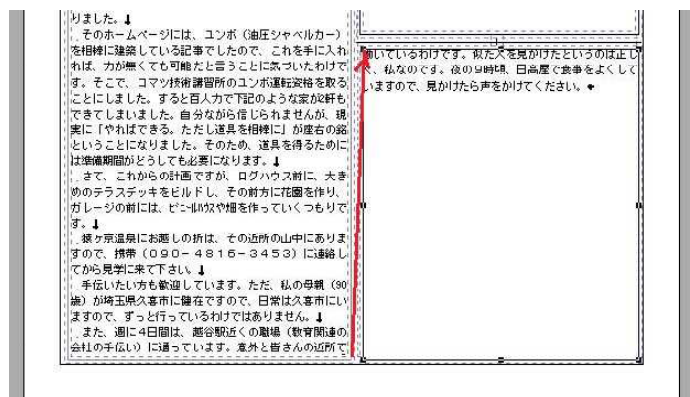 りました。↓
そのホームページには、ユンボ（油圧シャベルカー）
を相棒に建築している記事でしたので、これを手に入れ
れば、力が無くても可能だと言うことに気づいたわけで
す。そこで、コマツ技術講習所のユンボ運転資格を取る
ことにしました。すると百人力で下記のような家が2軒も
できてしまいました。自分ながら信じられませんが、現
実に「やればできる。ただし道具を相棒に」が座右の銘
ということになりました。そのため、道具を得るために
は準備期間がどうしても必要になります。↓
さて、これからの計画ですが、ログハウス前に、大き
めのテラスデッキをビルドし、その前方に花園を作り、
ガレージの前には、ビニールハウスや畑を作っていくつもりで
す。↓
猿ヶ京温泉にお越しの折は、その近所の山中にありま
すので、携帯（０９０－４８１６－３４５３）に連絡し
てから見学に来て下さい。↓
手伝いたい方も歓迎しています。ただ、私の母親（90
歳）が埼玉県久喜市に健在ですので、日常は久喜市にい
ますので、ずっと行っているわけではありません。↓
また、週に４日間は、越谷駅近くの職場（教育関連の
会社の手伝い）に通っています。意外と皆さんの近所で
働いているわけです。似た人を見かけたというのは正し
く、私なのです。夜の9時頃、日高屋で食事をよくして
いますので、見かけたら声をかけてください。◆